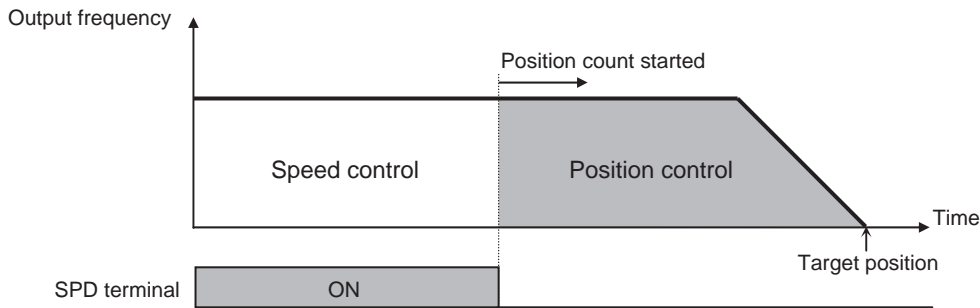 Output frequency
Position count started
Speed control
Position control
Time
Target position
SPD terminal
ON